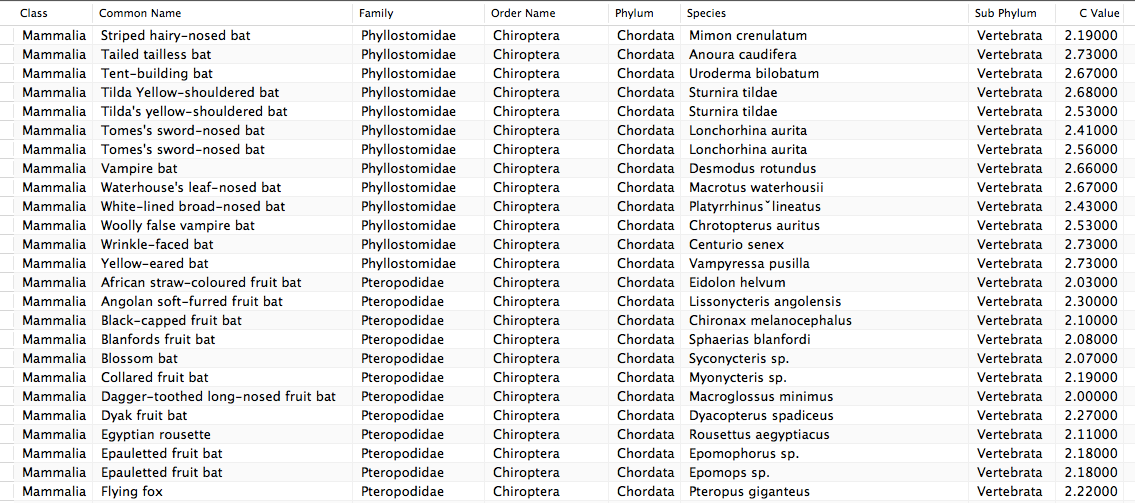 Class Common Name Family Order Name Phylum Species Sub Phylum C Value
Mammalia Striped hairy-nosed bat Phyllostomidae Chiroptera Chordata Mimon crenulatum Vertebrata 2.19000
Mammalia Tailed tailless bat Phyllostomidae Chiroptera Chordata Anoura caudifera Vertebrata 2.73000
Mammalia Tent-building bat Phyllostomidae Chiroptera Chordata Uroderma bilobatum Vertebrata 2.67000
Mammalia Tilda Yellow-shouldered bat Phyllostomidae Chiroptera Chordata Sturnira tildae Vertebrata 2.68000
Mammalia Tilda's yellow-shouldered bat Phyllostomidae Chiroptera Chordata Sturnira tildae Vertebrata 2.53000
Mammalia Tomes's sword-nosed bat Phyllostomidae Chiroptera Chordata Lonchorhina aurita Vertebrata 2.41000
Mammalia Tomes's sword-nosed bat Phyllostomidae Chiroptera Chordata Lonchorhina aurita Vertebrata 2.56000
Mammalia Vampire bat Phyllostomidae Chiroptera Chordata Desmodus rotundus Vertebrata 2.66000
Mammalia Waterhouse's leaf-nosed bat Phyllostomidae Chiroptera Chordata Macrotus waterhousii Vertebrata 2.67000
Mammalia White-lined broad-nosed bat Phyllostomidae Chiroptera Chordata Platyrrhinusˇlineatus Vertebrata 2.43000
Mammalia Woolly false vampire bat Phyllostomidae Chiroptera Chordata Chrotopterus auritus Vertebrata 2.53000
Mammalia Wrinkle-faced bat Phyllostomidae Chiroptera Chordata Centurio senex Vertebrata 2.73000
Mammalia Yellow-eared bat Phyllostomidae Chiroptera Chordata Vampyressa pusilla Vertebrata 2.73000
Mammalia African straw-coloured fruit bat Pteropodidae Chiroptera Chordata Eidolon helvum Vertebrata 2.03000
Mammalia Angolan soft-furred fruit bat Pteropodidae Chiroptera Chordata Lissonycteris angolensis Vertebrata 2.30000
Mammalia Black-capped fruit bat Pteropodidae Chiroptera Chordata Chironax melanocephalus Vertebrata 2.10000
Mammalia Blanfords fruit bat Pteropodidae Chiroptera Chordata Sphaerias blanfordi Vertebrata 2.08000
Mammalia Blossom bat Pteropodidae Chiroptera Chordata Syconycteris sp. Vertebrata 2.07000
Mammalia Collared fruit bat Pteropodidae Chiroptera Chordata Myonycteris sp. Vertebrata 2.19000
Mammalia Dagger-toothed long-nosed fruit bat Pteropodidae Chiroptera Chordata Macroglossus minimus Vertebrata 2.00000
Mammalia Dyak fruit bat Pteropodidae Chiroptera Chordata Dyacopterus spadiceus Vertebrata 2.27000
Mammalia Egyptian rousette Pteropodidae Chiroptera Chordata Rousettus aegyptiacus Vertebrata 2.11000
Mammalia Epauletted fruit bat Pteropodidae Chiroptera Chordata Epomophorus sp. Vertebrata 2.18000
Mammalia Epauletted fruit bat Pteropodidae Chiroptera Chordata Epomops sp. Vertebrata 2.18000
Mammalia Flying fox Pteropodidae Chiroptera Chordata Pteropus giganteus Vertebrata 2.22000